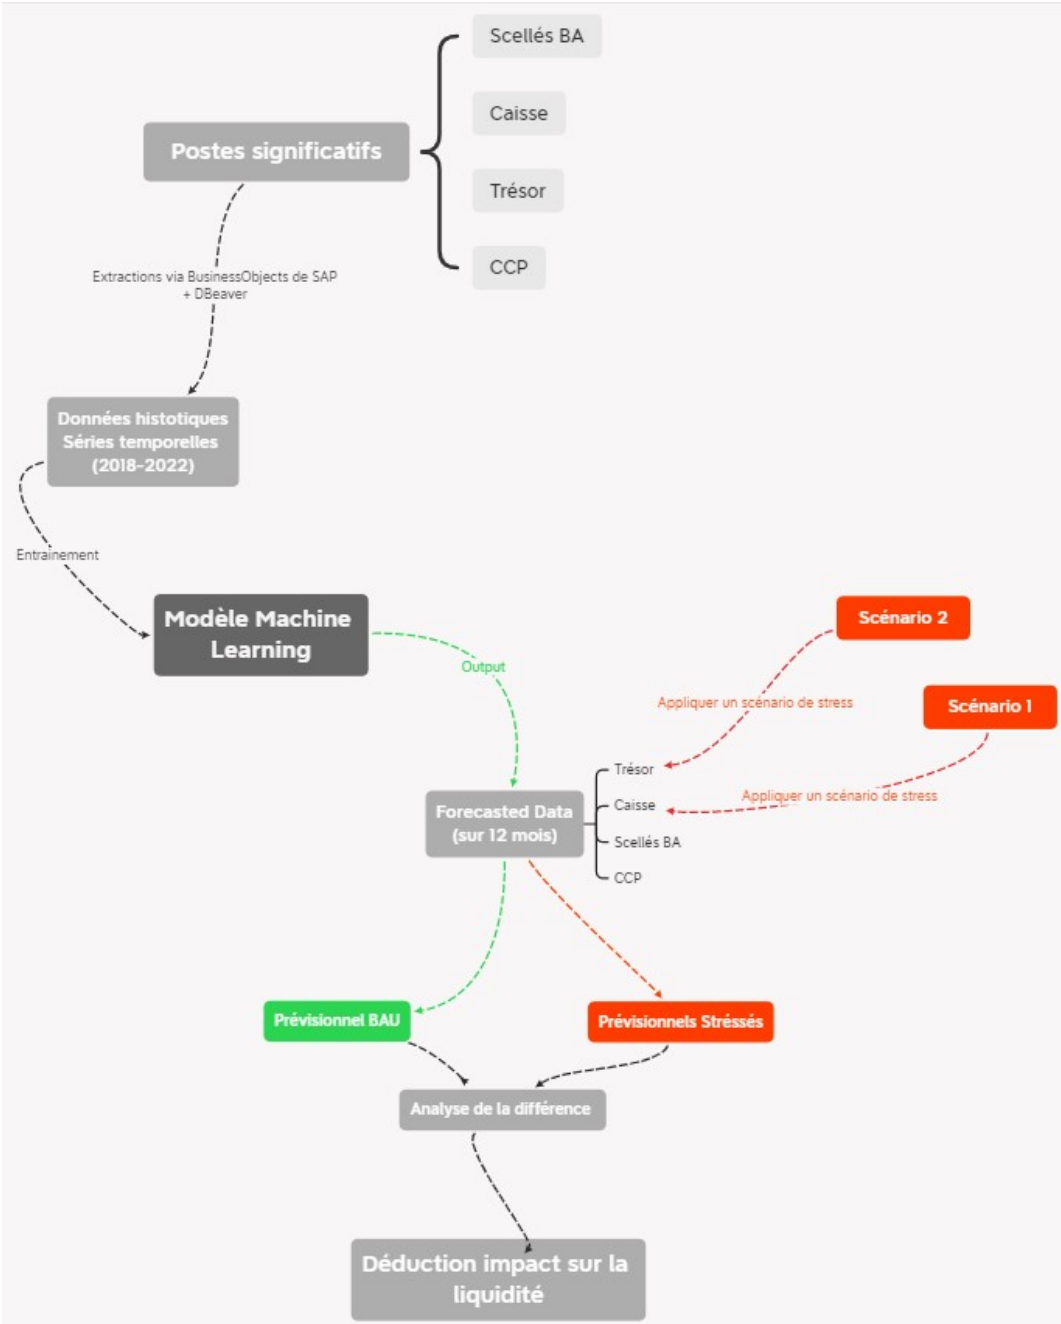 Scellés BA
Caisse
Postes significatifs
Trésor
CCP
Extractions via BusinessObjects de SAP
+ DBeaver
Données histotiques
Séries temporelles
(2018-2022)
Entrainement
Modèle Machine
Learning
Output
Scénario 2
Appliquer un scénario de stress
Scénario 1
Appliquer un scénario de stress
Forecasted Data
(sur 12 mois)
Trésor
Caisse
Scellés BA
CCP
Prévisionnel BAU
Prévisionnels Stréssés
Analyse de la différence
Déduction impact sur la
liquidité